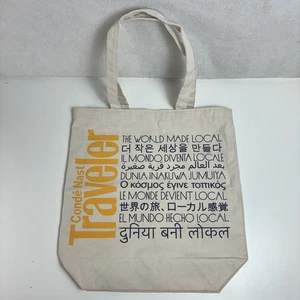 Condé Nast
Traveler
THE WORLD MADE LOCAL
더 작은 세상을 만들다
IL MONDO DIVENTA LOCALE
بعد العالم مجرد قرية صغيرة
DUNIA INAKUWA JUMUIYA
Ο κόσμος έγινε τοπικός
LE MONDE DEVIENT LOCAL
世界の旅、ローカル感覚
EL MUNDO HECHO LOCAL
दुनिया बनी लोकल